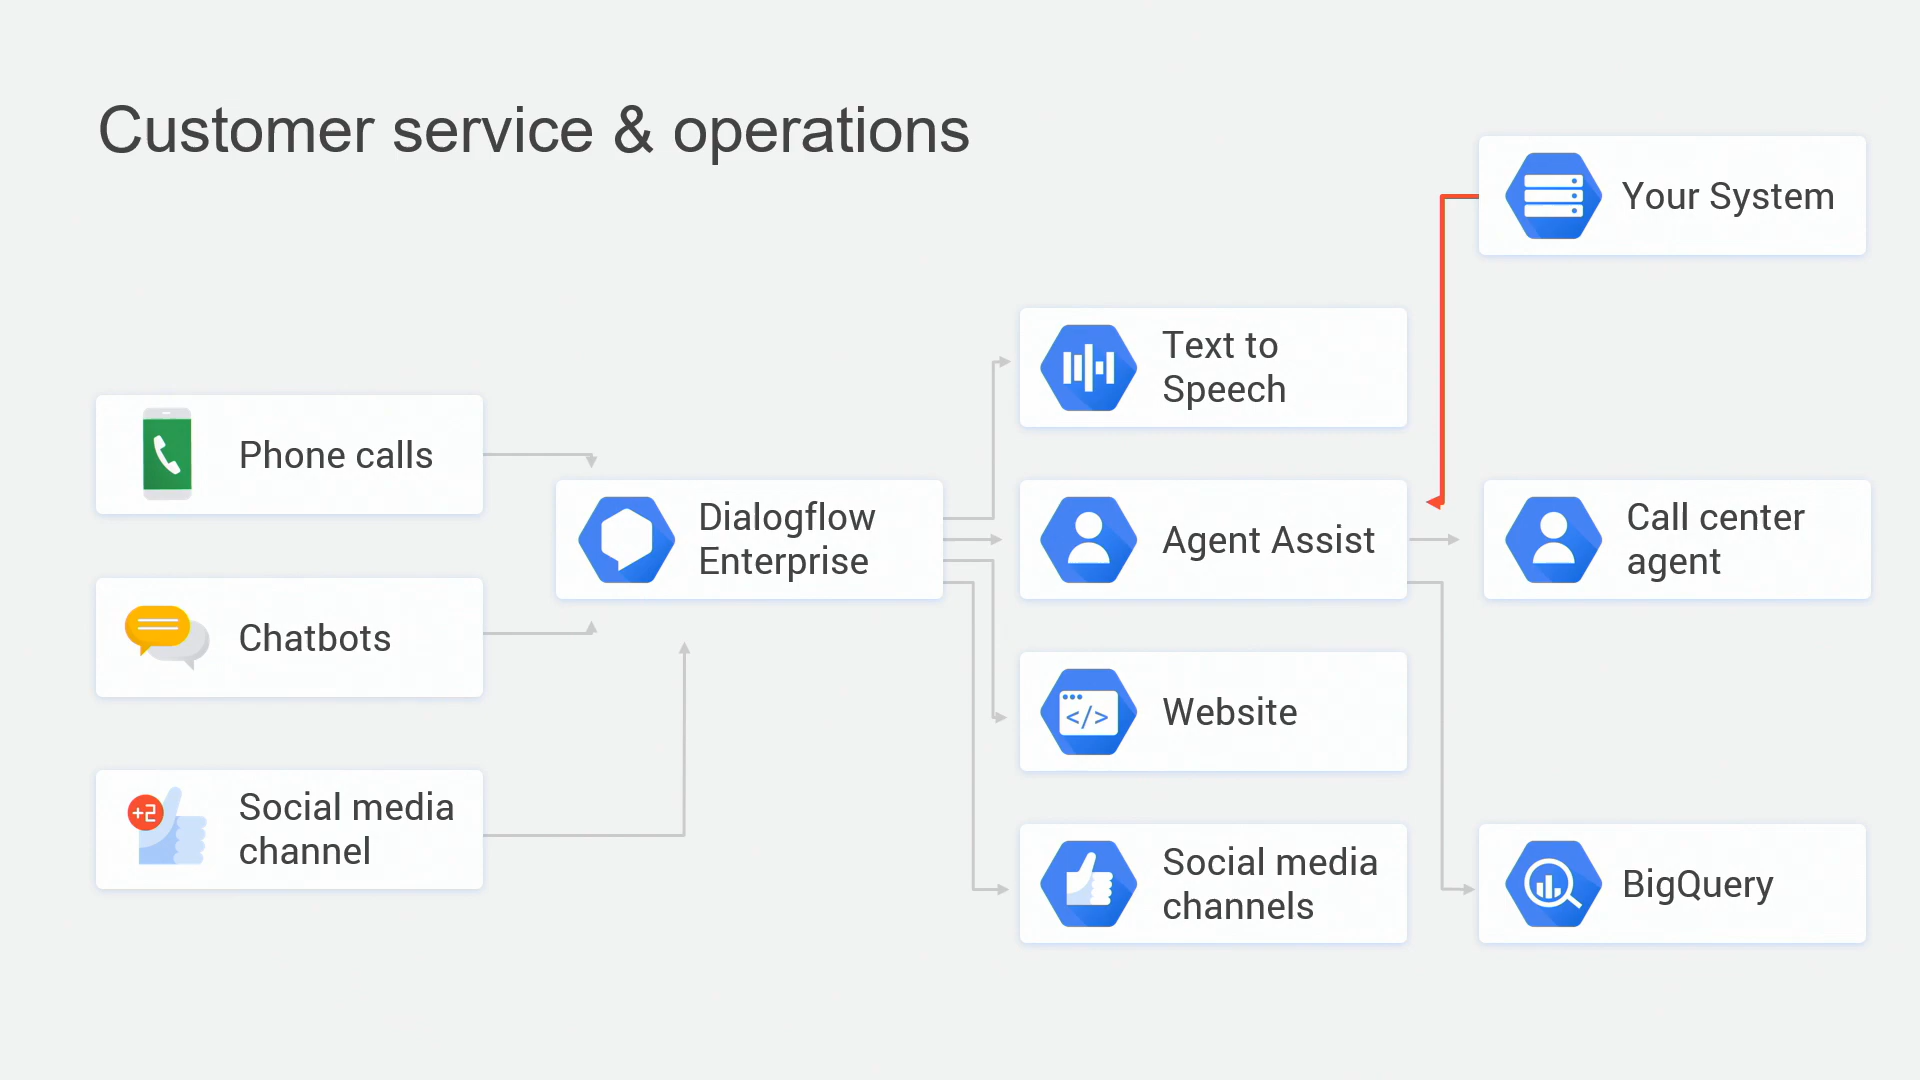 Customer service & operations
Your System
Text to
Speech
Phone calls
Dialogflow
Enterprise
Agent Assist
Call center
agent
Chatbots
</>
Website
+2
Social media
channel
Social media
channels
BigQuery